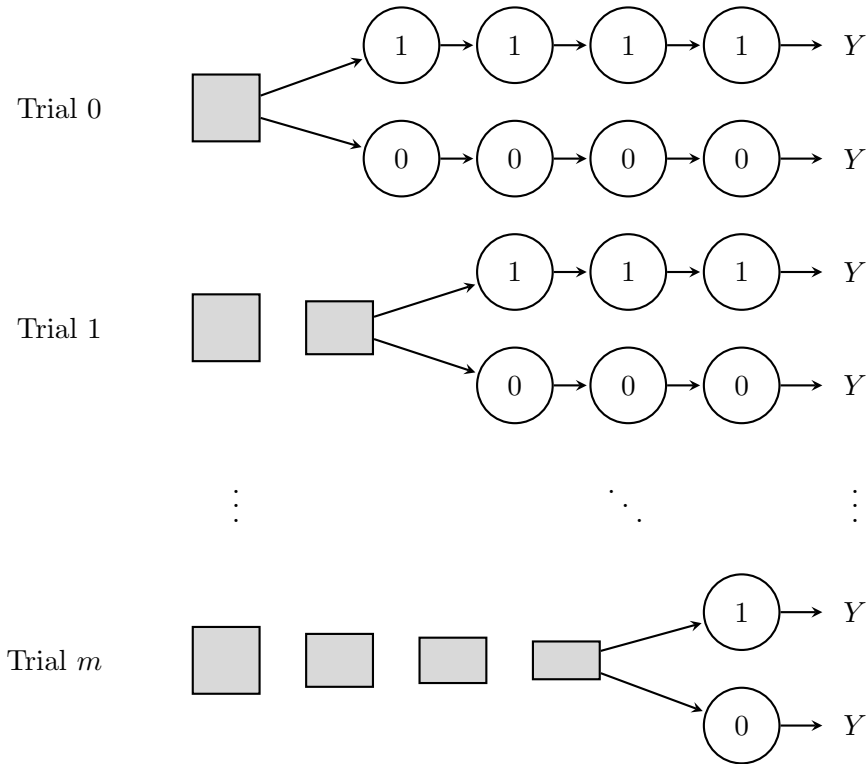 1 1 1 1 Y
Trial 0
0 0 0 0 Y
1 1 1 Y
Trial 1
0 0 0 Y
⋮ ⋱ ⋮
1 Y
Trial m
0 Y